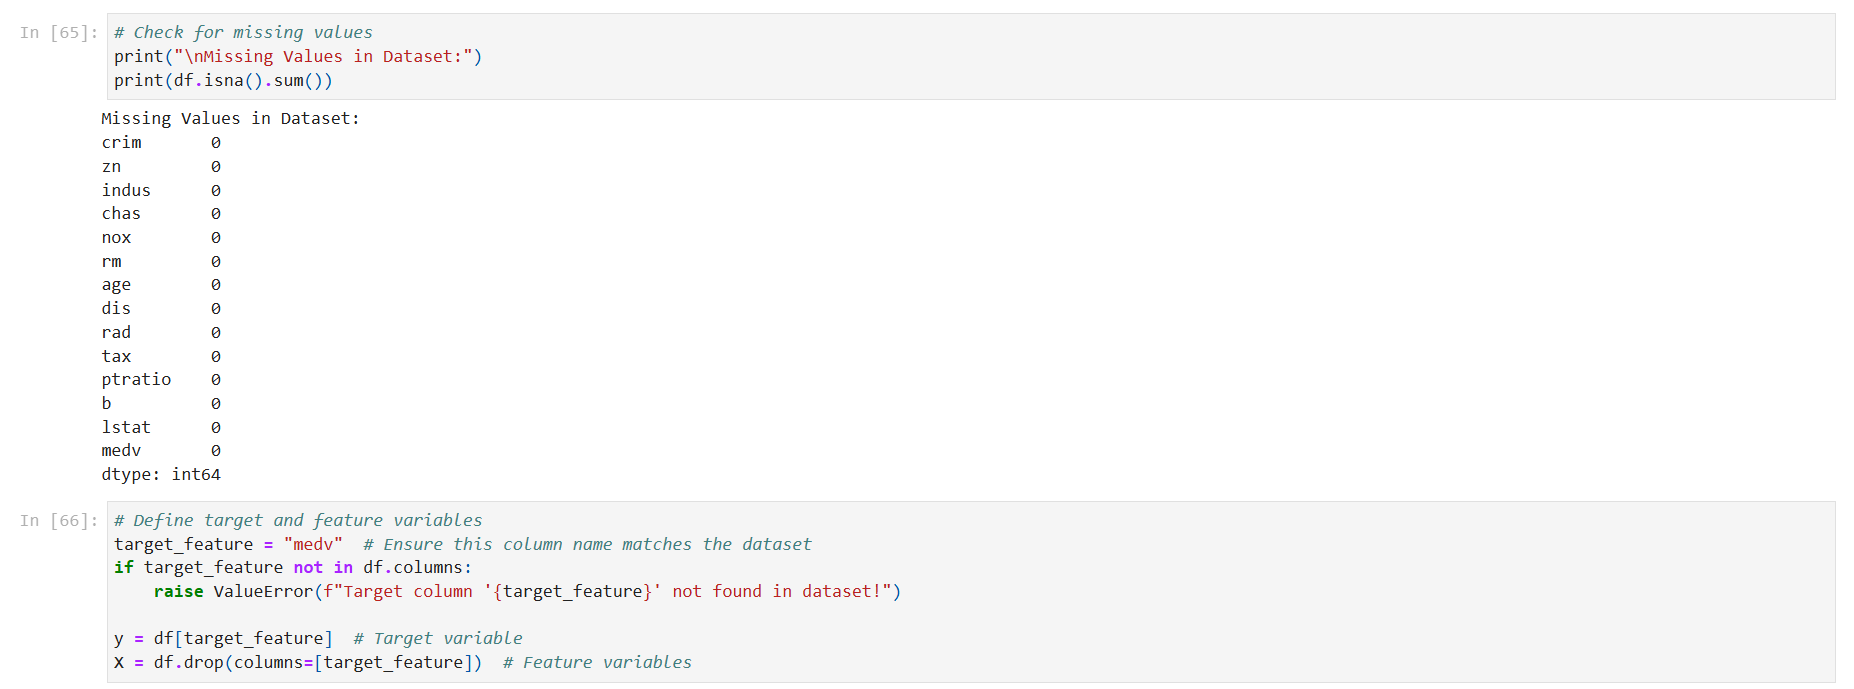 In [65]:
# Check for missing values
print("\nMissing Values in Dataset:")
print(df.isna().sum())
Missing Values in Dataset:
crim       0
zn         0
indus      0
chas       0
nox        0
rm         0
age        0
dis        0
rad        0
tax        0
ptratio    0
b          0
lstat      0
medv       0
dtype: int64
In [66]:
# Define target and feature variables
target_feature = "medv"  # Ensure this column name matches the dataset
if target_feature not in df.columns:
    raise ValueError(f"Target column '{target_feature}' not found in dataset!")
y = df[target_feature]  # Target variable
X = df.drop(columns=[target_feature])  # Feature variables